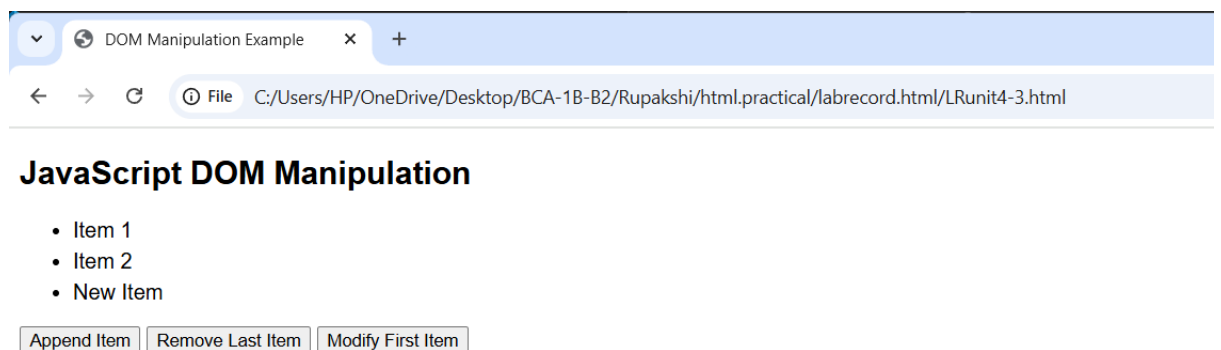 DOM Manipulation Example
File C:/Users/HP/OneDrive/Desktop/BCA-1B-B2/Rupakshi/html.practical/labrecord.html/LRunit4-3.html
JavaScript DOM Manipulation
• Item 1
• Item 2
• New Item
Append Item Remove Last Item Modify First Item